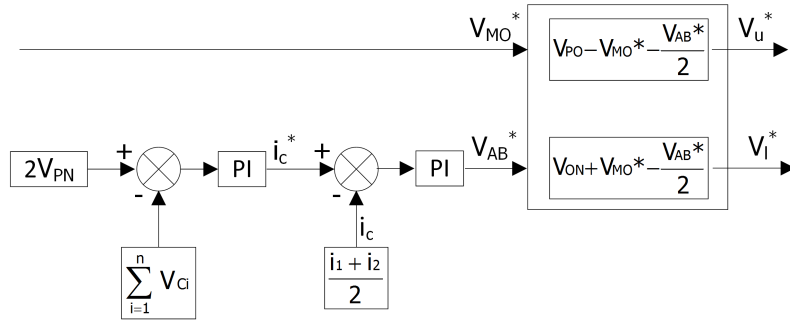 V_MO*
V_PO−V_MO*−V_AB*/2
V_u*
2V_PN
+
-
PI
i_c*
+
-
PI
V_AB*
V_ON+V_MO*−V_AB*/2
V_l*
i_c
∑_{i=1}^{n} V_Ci
(i_1+i_2)/2